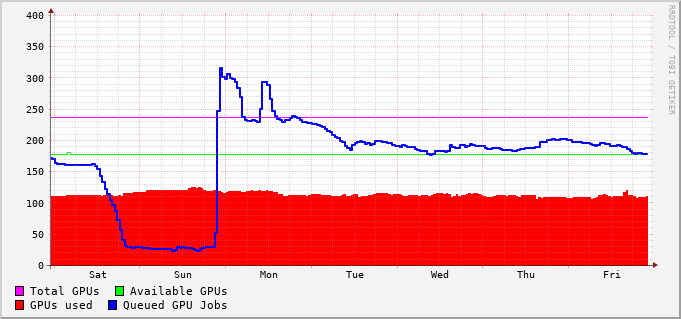 400
350
300
250
200
150
100
50
0
Sat Sun Mon Tue Wed Thu Fri
Total GPUs Available GPUs
GPUs used Queued GPU Jobs
RRDTOOL / TOBI OETIKER